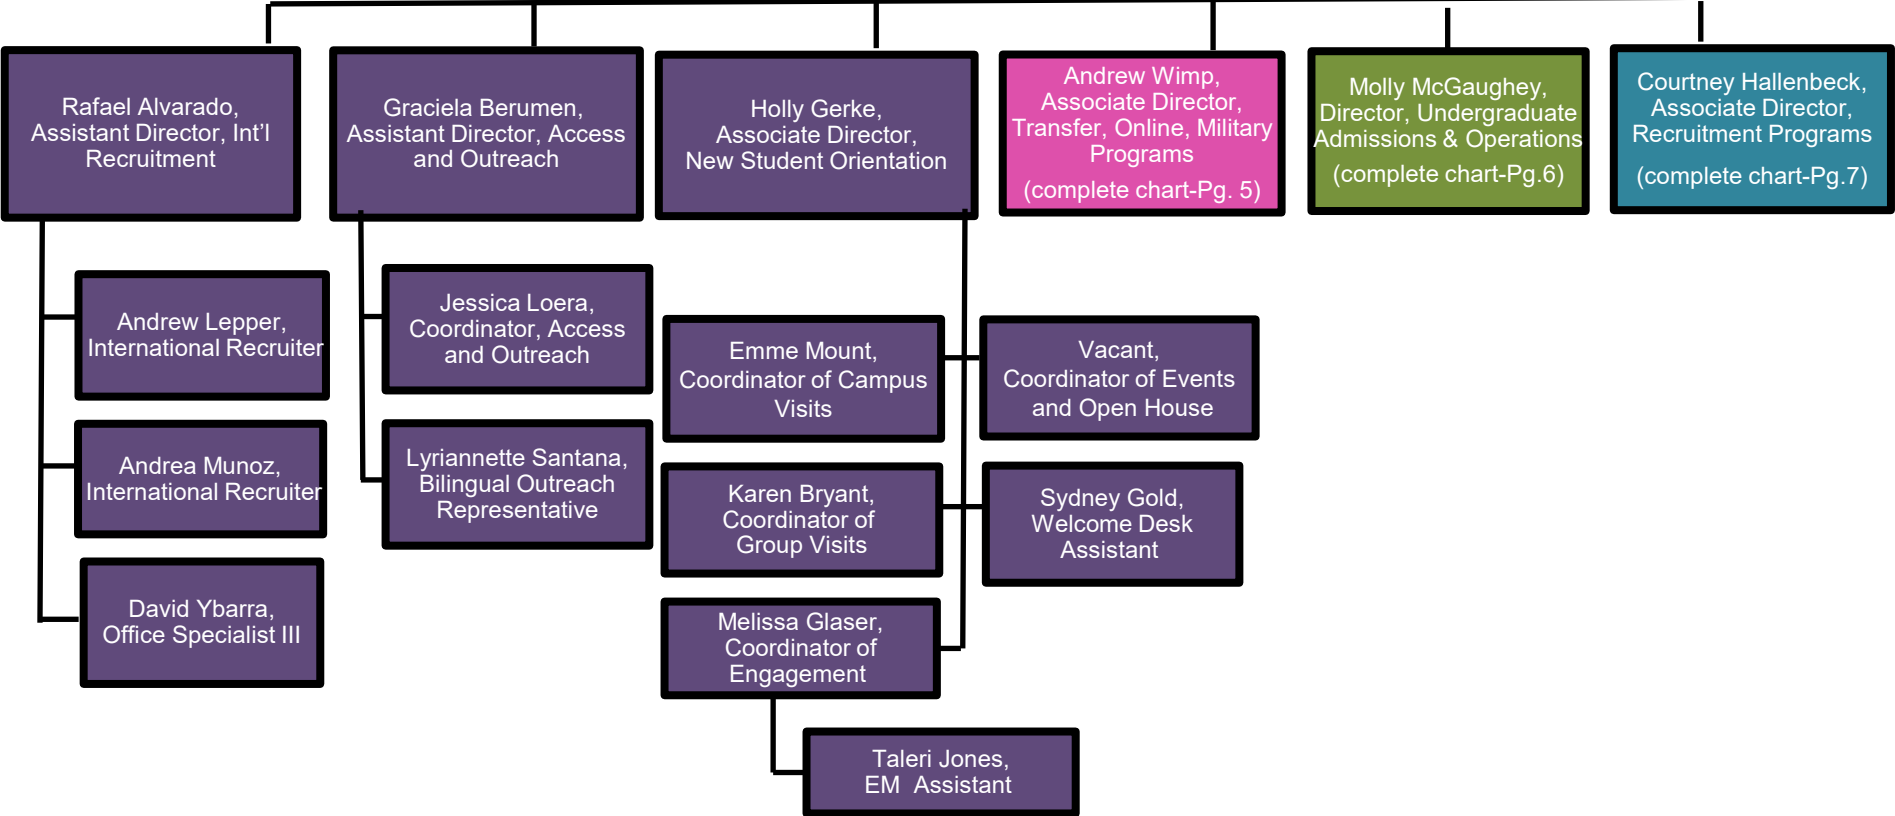 Rafael Alvarado,
Assistant Director, Int’l
Recruitment
Graciela Berumen,
Assistant Director, Access
and Outreach
Holly Gerke,
Associate Director,
New Student Orientation
Andrew Wimp,
Associate Director,
Transfer, Online, Military
Programs
(complete chart-Pg. 5)
Molly McGaughey,
Director, Undergraduate
Admissions & Operations
(complete chart-Pg.6)
Courtney Hallenbeck,
Associate Director,
Recruitment Programs
(complete chart-Pg.7)
Andrew Lepper,
International Recruiter
Andrea Munoz,
International Recruiter
David Ybarra,
Office Specialist III
Jessica Loera,
Coordinator, Access
and Outreach
Lyriannette Santana,
Bilingual Outreach
Representative
Emme Mount,
Coordinator of Campus
Visits
Vacant,
Coordinator of Events
and Open House
Karen Bryant,
Coordinator of
Group Visits
Sydney Gold,
Welcome Desk
Assistant
Melissa Glaser,
Coordinator of
Engagement
Taleri Jones,
EM  Assistant